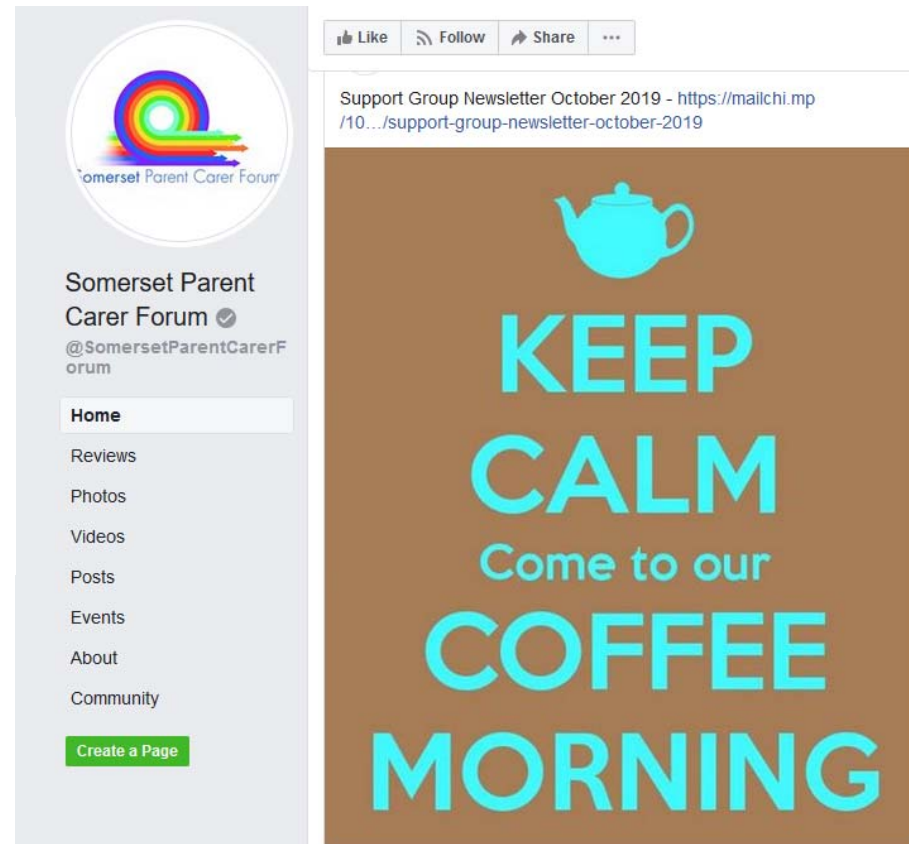 Somerset Parent Carer Forum
Somerset Parent
Carer Forum
@SomersetParentCarerF
orum
Home
Reviews
Photos
Videos
Posts
Events
About
Community
Create a Page
Like Follow Share ...
Support Group Newsletter October 2019 - https://mailchi.mp
/10.../support-group-newsletter-october-2019
KEEP
CALM
Come to our
COFFEE
MORNING